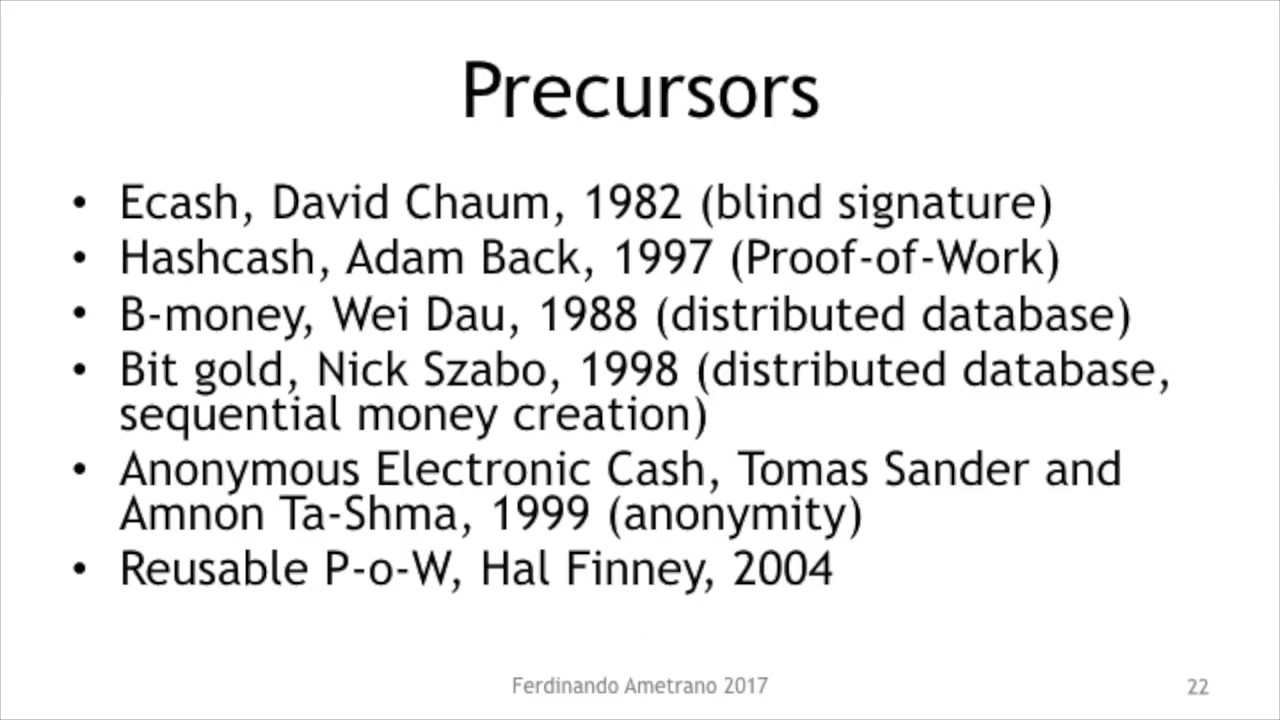 Precursors
• Ecash, David Chaum, 1982 (blind signature)
• Hashcash, Adam Back, 1997 (Proof-of-Work)
• B-money, Wei Dau, 1988 (distributed database)
• Bit gold, Nick Szabo, 1998 (distributed database,
sequential money creation)
• Anonymous Electronic Cash, Tomas Sander and
Amnon Ta-Shma, 1999 (anonymity)
• Reusable P-o-W, Hal Finney, 2004
Ferdinando Ametrano 2017
22